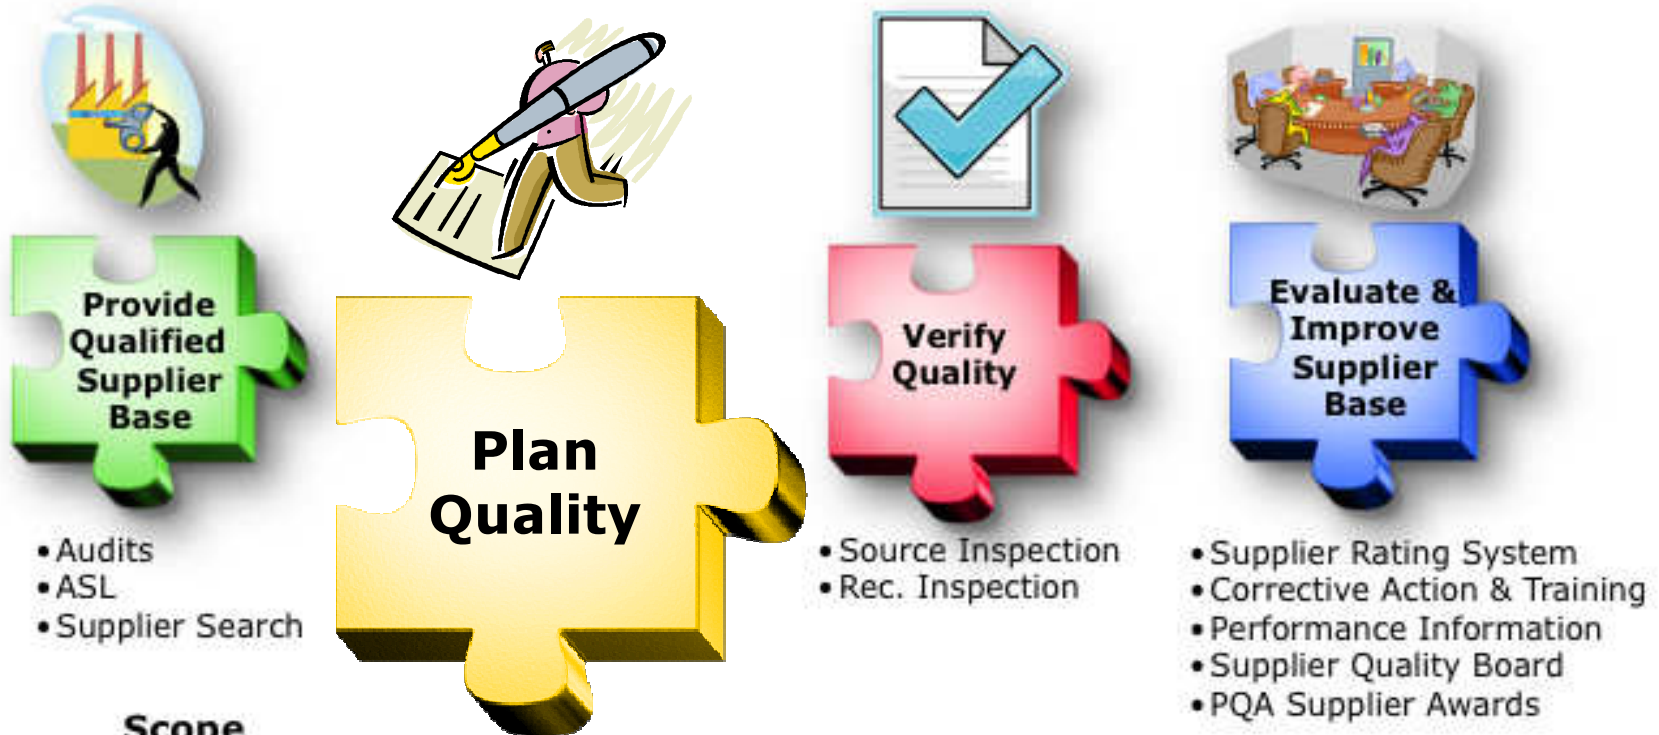 Provide
Qualified
Supplier
Base
• Audits
• ASL
• Supplier Search
Plan
Quality
Verify
Quality
• Source Inspection
• Rec. Inspection
Evaluate &
Improve
Supplier
Base
• Supplier Rating System
• Corrective Action & Training
• Performance Information
• Supplier Quality Board
• PQA Supplier Awards
Scope